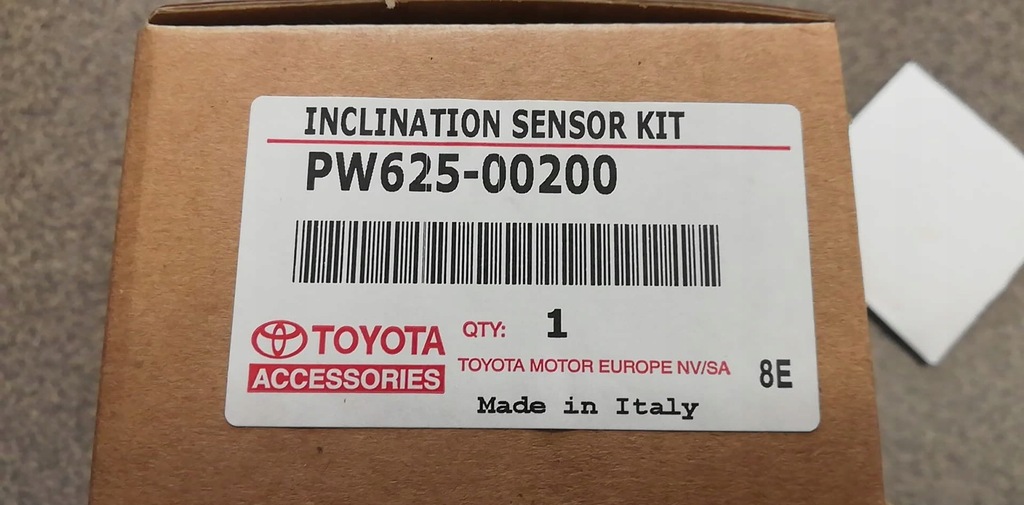 INCLINATION SENSOR KIT
PW625-00200
TOYOTA
ACCESSORIES
QTY: 1
TOYOTA MOTOR EUROPE NV/SA
8E
Made in Italy